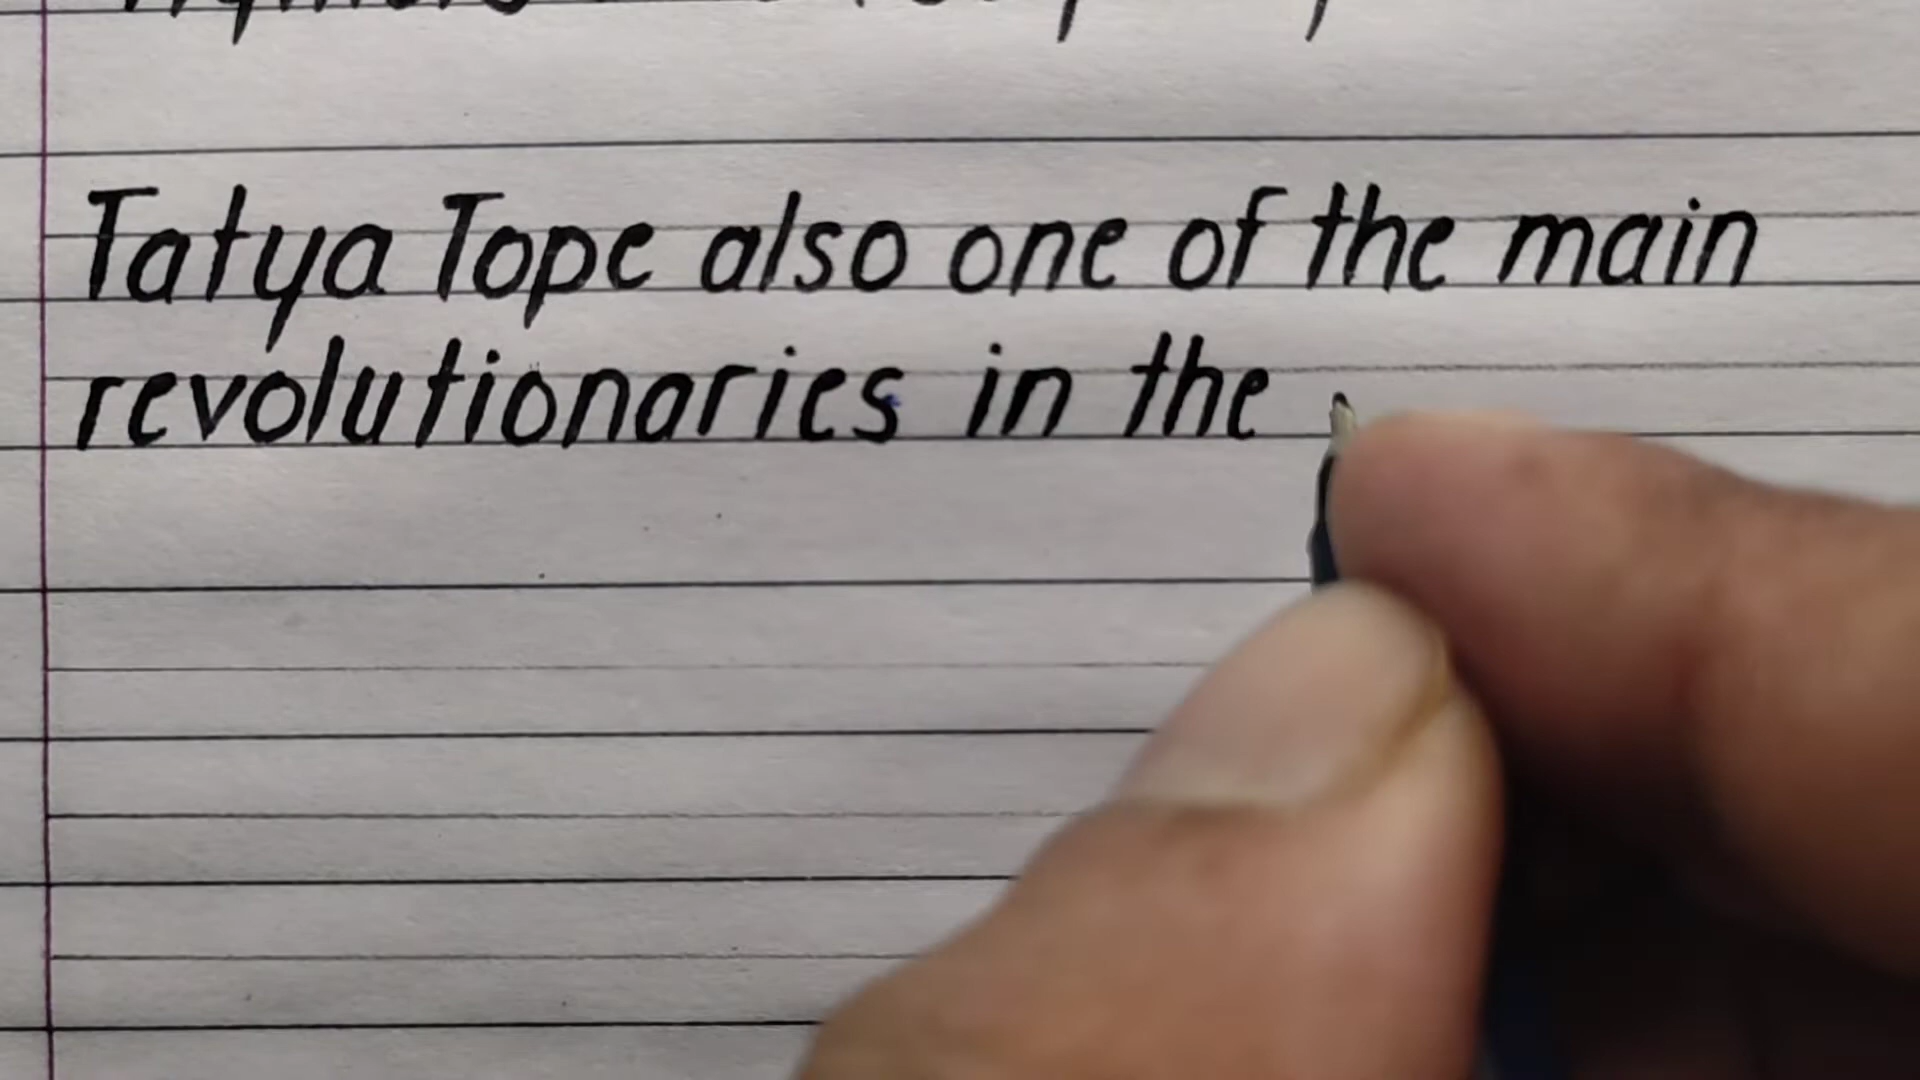 Tatya Tope also one of the main
revolutionaries in the